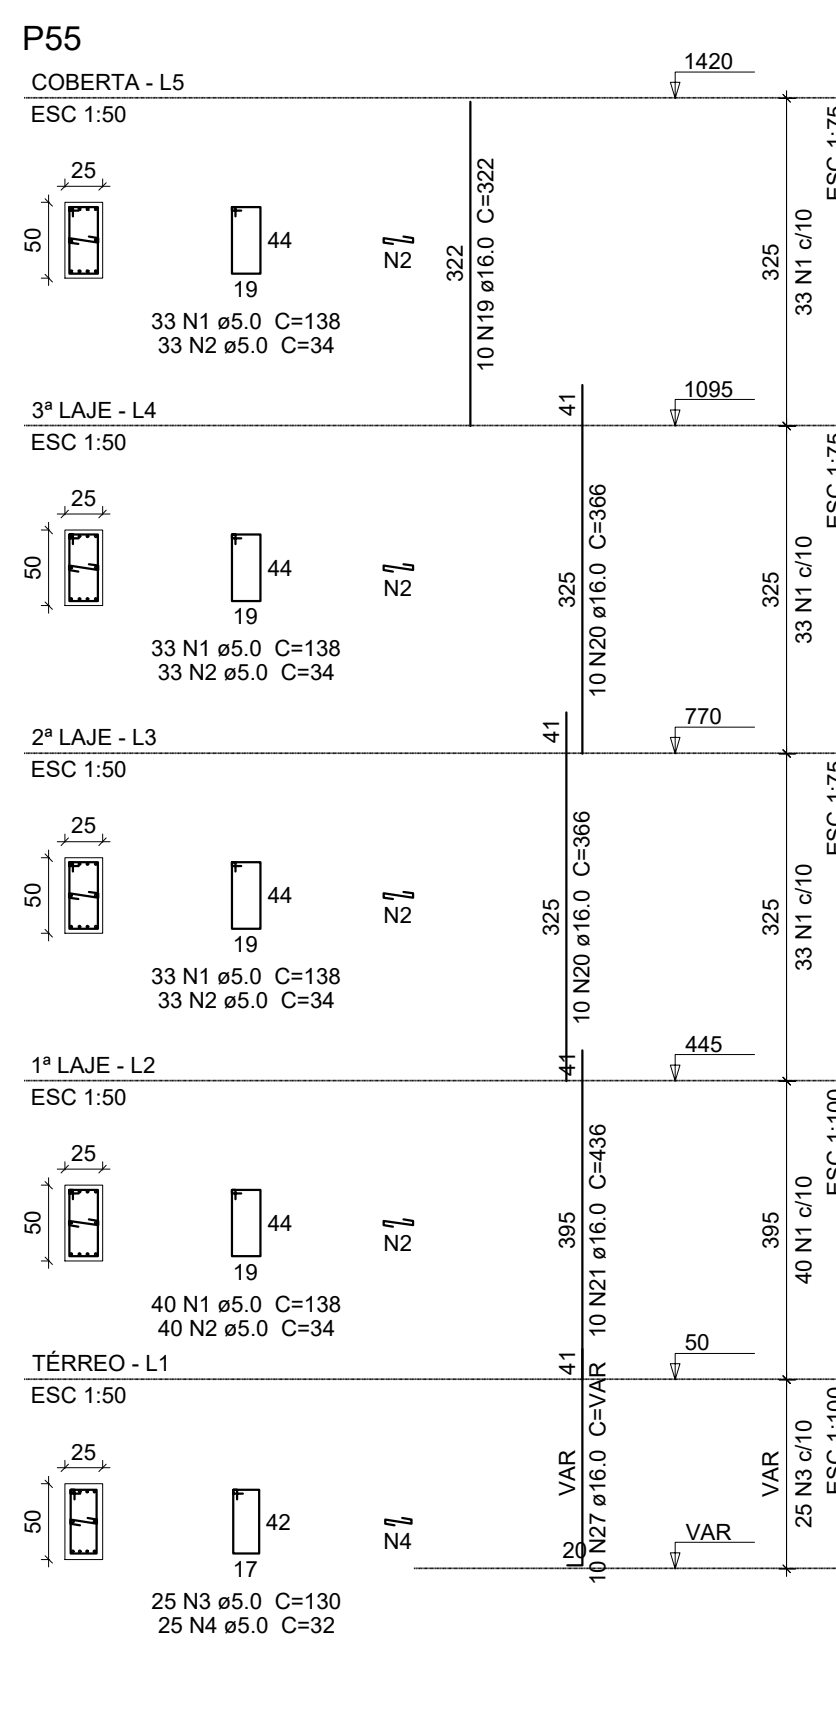 P55
COBERTA - L5
1420
ESC 1:50
ESC 1:75
25
50
44
19
N2
322
10 N19 ø16.0 C=322
325
33 N1 c/10
33 N1 ø5.0 C=138
33 N2 ø5.0 C=34
3ª LAJE - L4
41
1095
ESC 1:50
ESC 1:75
25
50
44
19
N2
325
10 N20 ø16.0 C=366
325
33 N1 c/10
33 N1 ø5.0 C=138
33 N2 ø5.0 C=34
2ª LAJE - L3
41
770
ESC 1:50
ESC 1:75
25
50
44
19
N2
325
10 N20 ø16.0 C=366
325
33 N1 c/10
33 N1 ø5.0 C=138
33 N2 ø5.0 C=34
1ª LAJE - L2
41
445
ESC 1:50
ESC 1:100
25
50
44
19
N2
395
10 N21 ø16.0 C=436
395
40 N1 c/10
40 N1 ø5.0 C=138
40 N2 ø5.0 C=34
TÉRREO - L1
41
50
ESC 1:50
ESC 1:100
25
50
42
17
N4
VAR
20
10 N27 ø16.0 C=VAR
VAR
VAR
25 N3 c/10
25 N3 ø5.0 C=130
25 N4 ø5.0 C=32